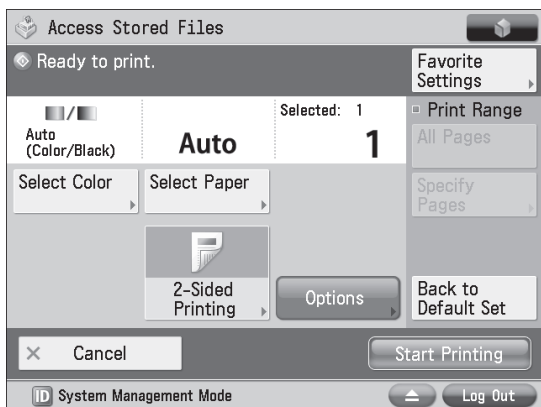 Access Stored Files
Ready to print.
Favorite
Settings
Auto
(Color/Black)
Auto
Selected: 1
1
Print Range
All Pages
Select Color
Select Paper
Specify
Pages
2-Sided
Printing
Options
Back to
Default Set
Cancel
Start Printing
ID System Management Mode
Log Out